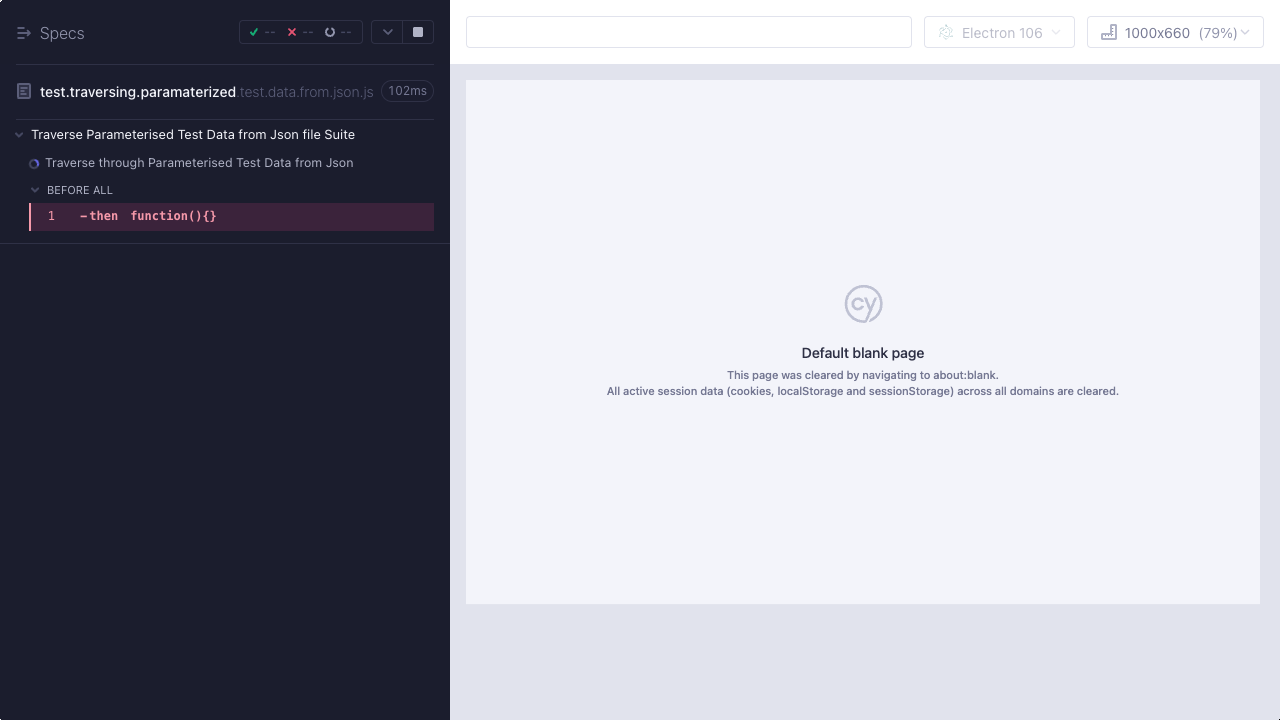 Specs
-- -- --
Electron 106
1000x660 (79%)
test.traversing.paramaterized.test.data.from.json.js 102ms
Traverse Parameterised Test Data from Json file Suite
Traverse through Parameterised Test Data from Json
BEFORE ALL
1 -then function(){}
cy
Default blank page
This page was cleared by navigating to about:blank.
All active session data (cookies, localStorage and sessionStorage) across all domains are cleared.